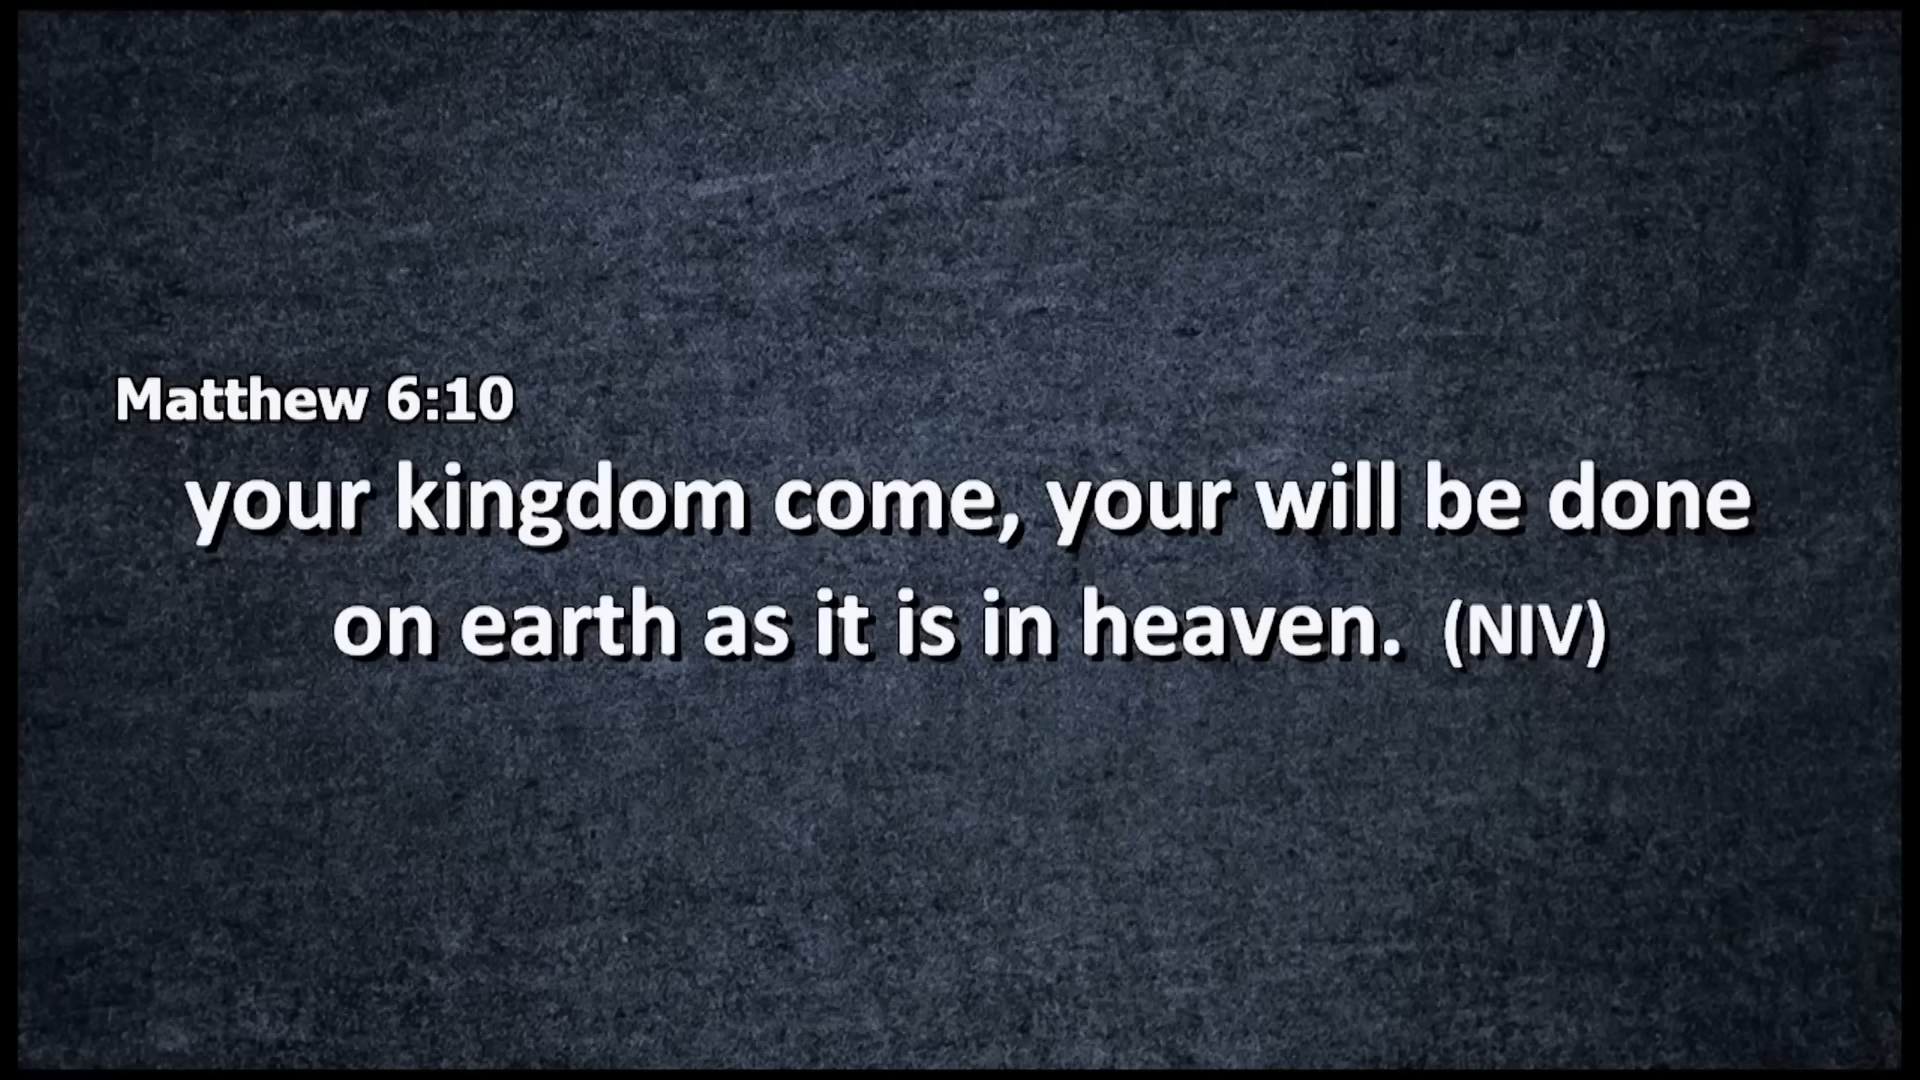 Matthew 6:10
your kingdom come, your will be done
on earth as it is in heaven. (NIV)